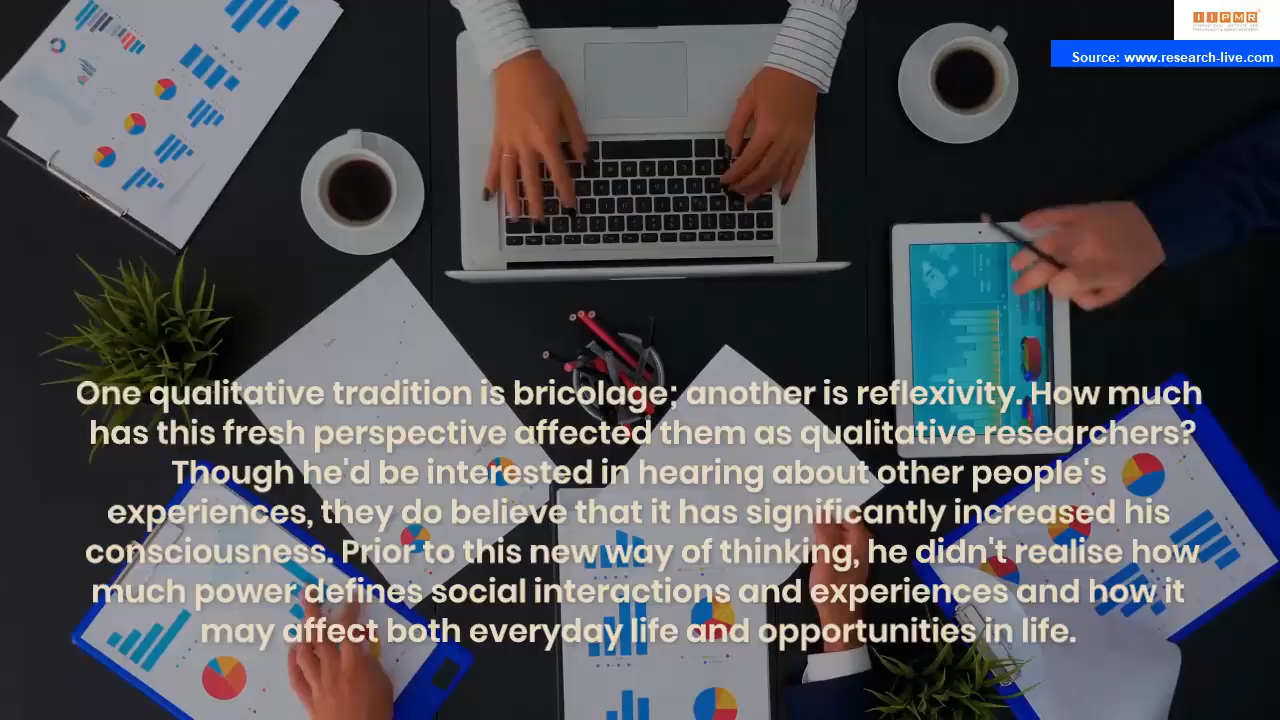 IIPMR
Source: www.research-live.com
One qualitative tradition is bricolage; another is reflexivity. How much
has this fresh perspective affected them as qualitative researchers?
Though he'd be interested in hearing about other people's
experiences, they do believe that it has significantly increased his
consciousness. Prior to this new way of thinking, he didn't realise how
much power defines social interactions and experiences and how it
may affect both everyday life and opportunities in life.